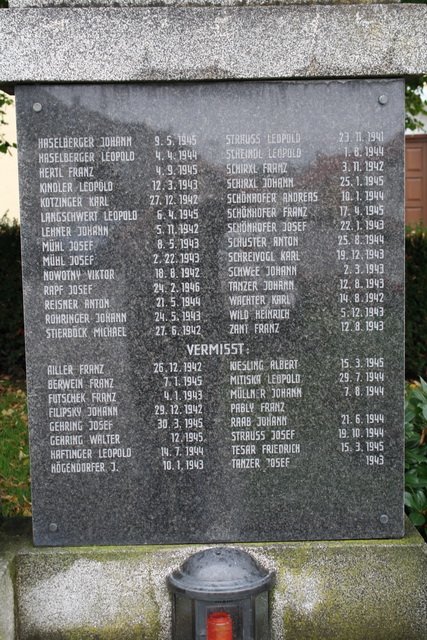 HASELBERGER JOHANN 9. 5. 1945
HASELBERGER LEOPOLD 4. 4. 1944
HERTL FRANZ 4. 9. 1945
KINDLER LEOPOLD 12. 3. 1943
KOTZINGER KARL 27. 12. 1942
LANGSCHWERT LEOPOLD 6. 4. 1945
LEHNER JOHANN 5. 11. 1942
MÜHL JOSEF 8. 5. 1943
MÜHL JOSEF 2. 22. 1943
NOWOTNY VIKTOR 18. 8. 1942
RAPF JOSEF 24. 2. 1946
REISNER ANTON 21. 5. 1944
RÖHRINGER JOHANN 24. 5. 1943
STIERBÖCK MICHAEL 27. 6. 1942
STRAUSS LEOPOLD 23. 11. 1941
SCHEINDL LEOPOLD 1. 8. 1944
SCHIRXL FRANZ 3. 11. 1942
SCHIRXL JOHANN 25. 1. 1945
SCHÖNHOFER ANDREAS 18. 1. 1944
SCHÖNHOFER FRANZ 17. 4. 1945
SCHÖNHOFER JOSEF 22. 1. 1943
SCHUSTER ANTON 25. 8. 1944
SCHREIVOGL KARL 19. 12. 1943
SCHWEE JOHANN 2. 3. 1943
TANZER JOHANN 12. 8. 1943
WACHTER KARL 14. 8. 1942
WILD HEINRICH 5. 12. 1943
ZANT FRANZ 12. 8. 1943
VERMISST:
AILLER FRANZ 26. 12. 1942
BERWEIN FRANZ 7. 1. 1945
FUTSCHEK FRANZ 4. 1. 1943
FILIPSKY JOHANN 29. 12. 1942
GEHRING JOSEF 30. 3. 1945
GEHRING WALTER 12. 1945
HAFTINGER LEOPOLD 14. 7. 1944
HÖGENDORFER J. 10. 1. 1943
KIESLING ALBERT 15. 3. 1945
MITISKA LEOPOLD 29. 7. 1944
MÜLLNER JOHANN 7. 8. 1944
PABLY FRANZ
RAAB JOHANN 21. 6. 1944
STRAUSS JOSEF 19. 10. 1944
TESAR FRIEDRICH 15. 3. 1945
TANZER JOSEF 1943